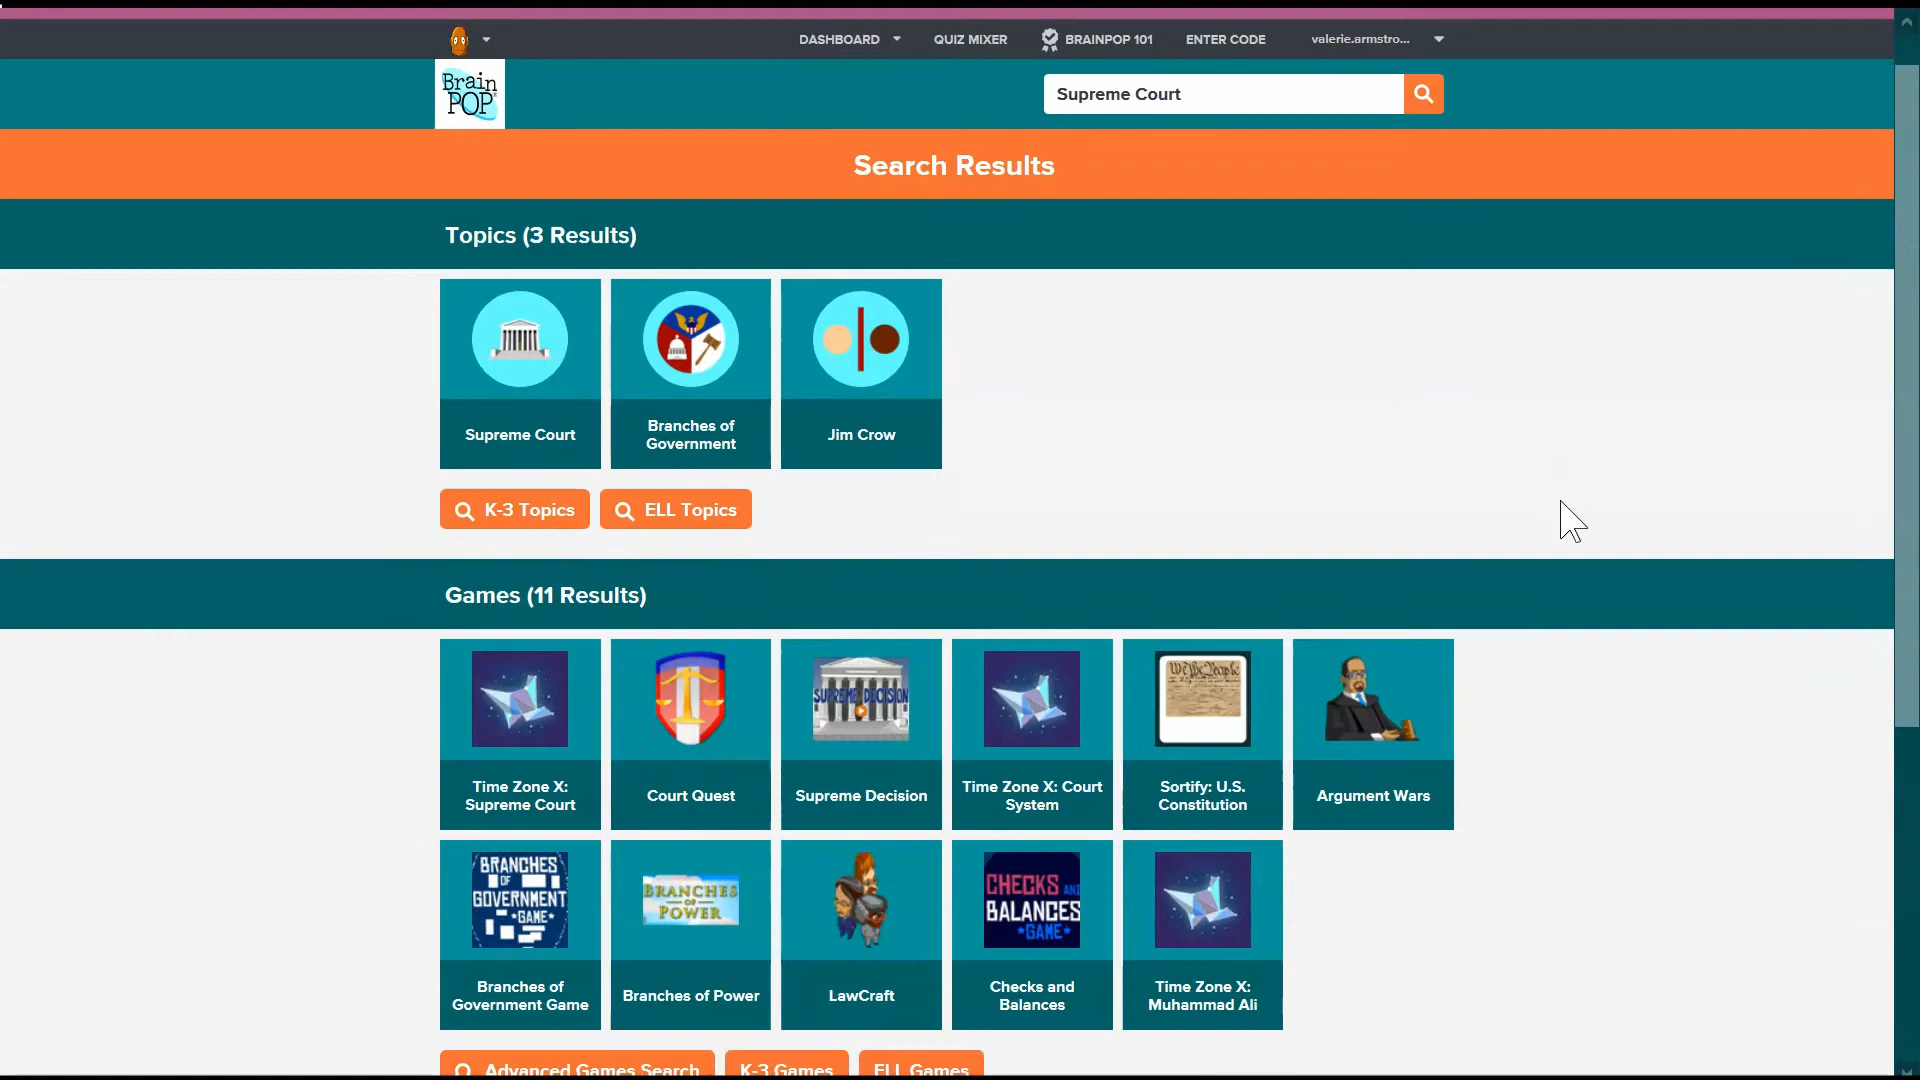 DASHBOARD QUIZ MIXER BRAINPOP 101 ENTER CODE valerie.armstro...
Brain
POP
Supreme Court
Search Results
Topics (3 Results)
Supreme Court
Branches of
Government
Jim Crow
K-3 Topics
ELL Topics
Games (11 Results)
We the People
SUPREME DECISION
Time Zone X:
Supreme Court
Court Quest
Supreme Decision
Time Zone X: Court
System
Sortify: U.S.
Constitution
Argument Wars
BRANCHES
OF
GOVERNMENT
GAME
BRANCHES
OF
POWER
CHECKS AND
BALANCES
GAME
Branches of
Government Game
Branches of Power
LawCraft
Checks and
Balances
Time Zone X:
Muhammad Ali
Advanced Games Search
K-3 Games
ELL Games